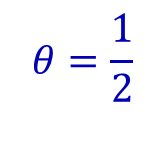 θ = 1/2